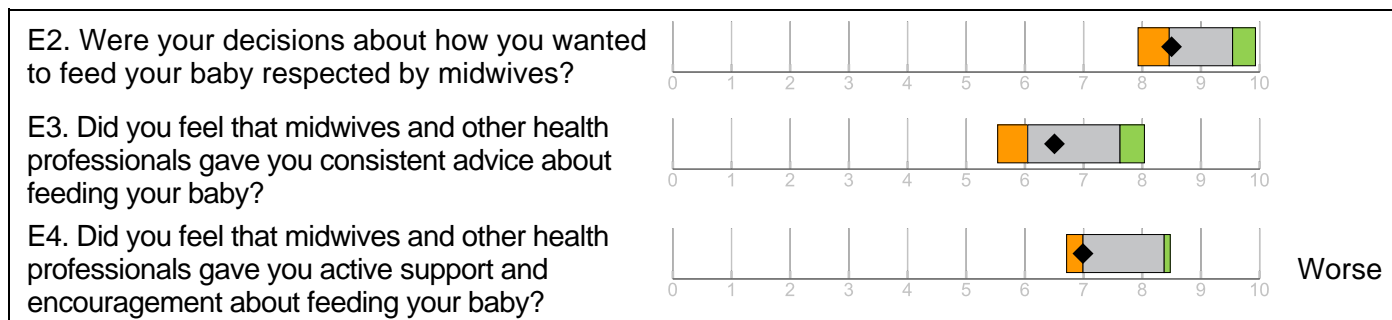 E2. Were your decisions about how you wanted
to feed your baby respected by midwives?
0 1 2 3 4 5 6 7 8 9 10
E3. Did you feel that midwives and other health
professionals gave you consistent advice about
feeding your baby?
0 1 2 3 4 5 6 7 8 9 10
E4. Did you feel that midwives and other health
professionals gave you active support and
encouragement about feeding your baby?
0 1 2 3 4 5 6 7 8 9 10
Worse